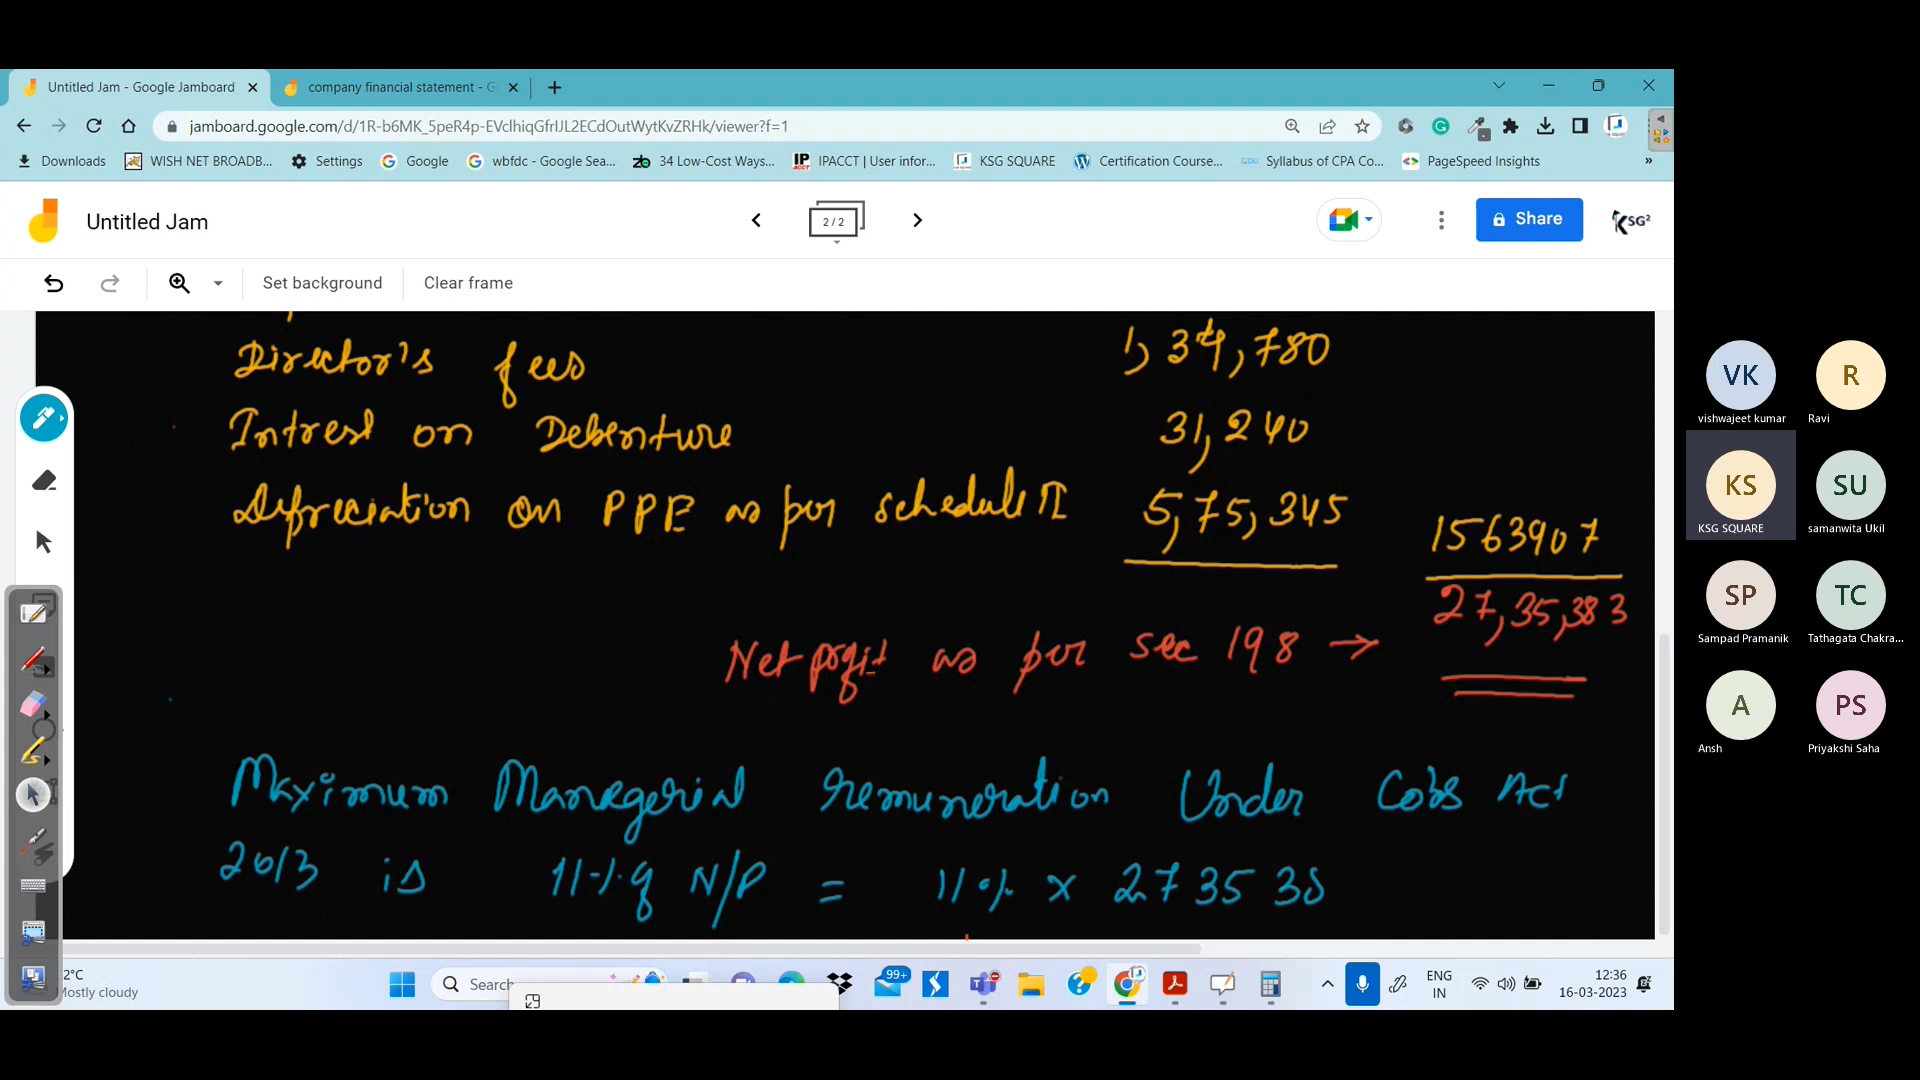 Untitled Jam - Google Jamboard
company financial statement - G
jamboard.google.com/d/1R-b6MK_5peR4p-EVclhiqGfrIJL2ECdOutWytKvZRHk/viewer?f=1
Downloads WISH NET BROADB... Settings Google wbfdc - Google Sea... 34 Low-Cost Ways... IPACCT | User infor... KSG SQUARE Certification Course... Syllabus of CPA Co... PageSpeed Insights »
Untitled Jam
2 / 2
Share
KSG²
Set background
Clear frame
Director's fees 1,34,780
Intrest on Debenture 31,240
Depreciation on PPE as per schedule II 5,75,345 1563907
27,35,383
Net profit as per sec 198 →
Maximum Managerial remuneration Under Co's Act
2013 is 11% of N/P = 11% x 273538
VK
vishwajeet kumar
R
Ravi
KS
KSG SQUARE
SU
samanwita Ukil
SP
Sampad Pramanik
TC
Tathagata Chakra...
A
Ansh
PS
Priyakshi Saha
2°C
Mostly cloudy
Search
99+
ENG
IN
12:36
16-03-2023